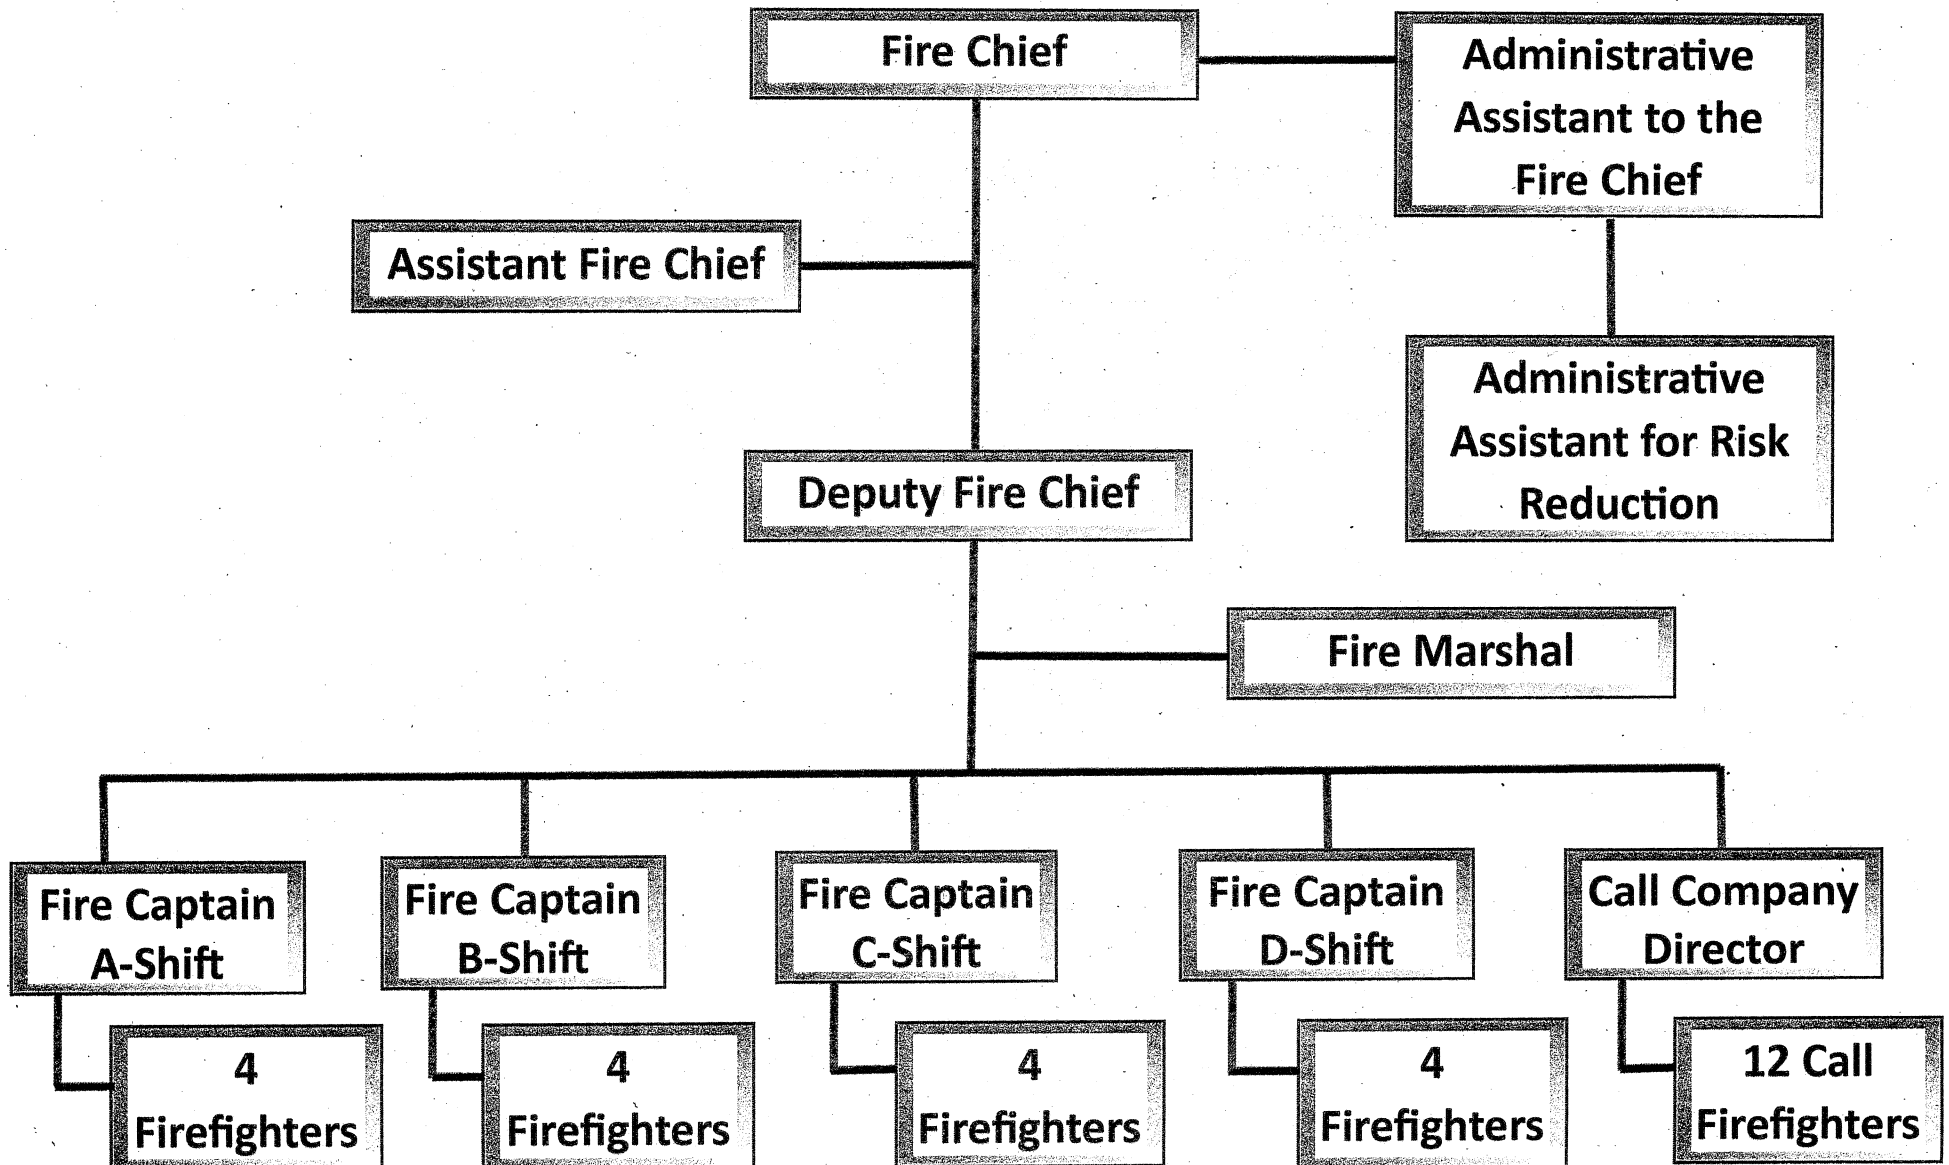 Fire Chief
Administrative
Assistant to the
Fire Chief
Assistant Fire Chief
Administrative
Assistant for Risk
Reduction
Deputy Fire Chief
Fire Marshal
Fire Captain
A-Shift
Fire Captain
B-Shift
Fire Captain
C-Shift
Fire Captain
D-Shift
Call Company
Director
4
Firefighters
4
Firefighters
4
Firefighters
4
Firefighters
12 Call
Firefighters